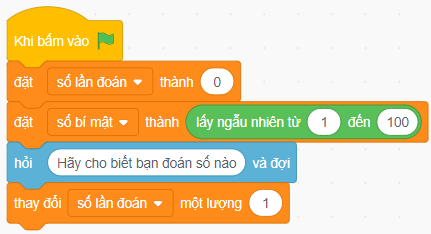 Khi bấm vào
đặt số lần đoán thành 0
đặt số bí mật thành lấy ngẫu nhiên từ 1 đến 100
hỏi Hãy cho biết bạn đoán số nào và đợi
thay đổi số lần đoán một lượng 1